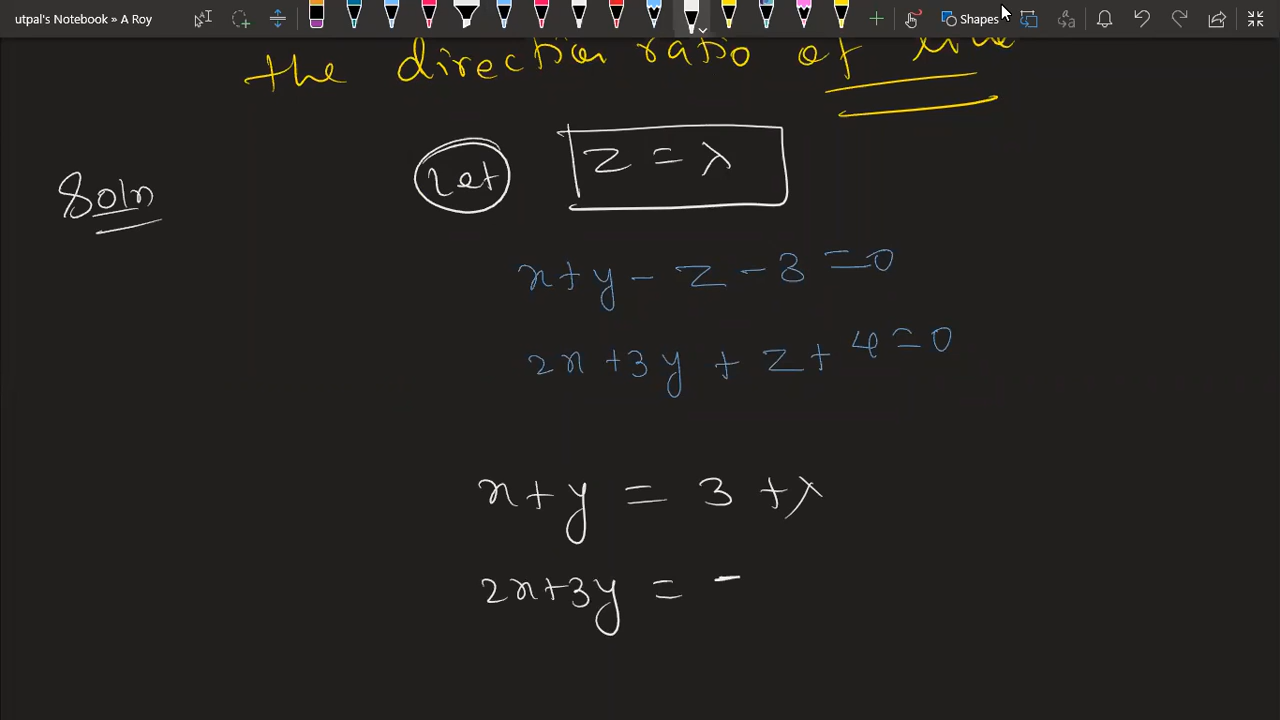 utpal's Notebook » A Roy
Shapes
the direction ratio of line
Soln
Let z = λ
x+y - z - 3 = 0
2x+3y + z + 4 = 0
x+y = 3 + λ
2x+3y = -